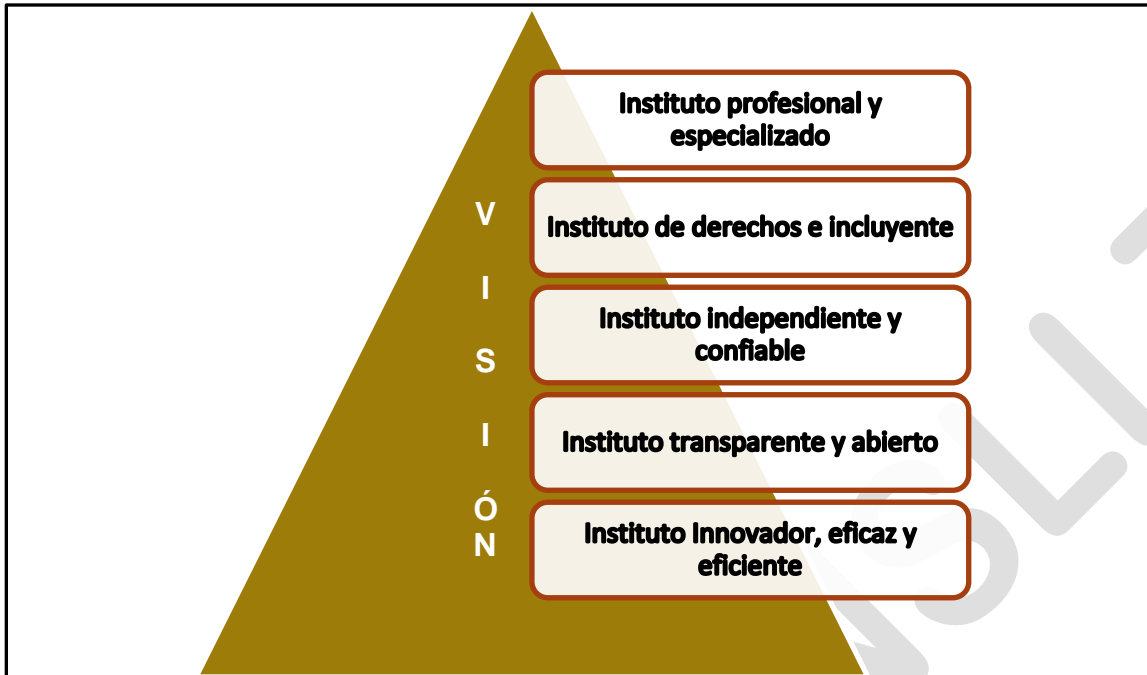 Instituto profesional y
especializado
V
I
S
I
Ó
N
Instituto de derechos e incluyente
Instituto independiente y
confiable
Instituto transparente y abierto
Instituto Innovador, eficaz y
eficiente